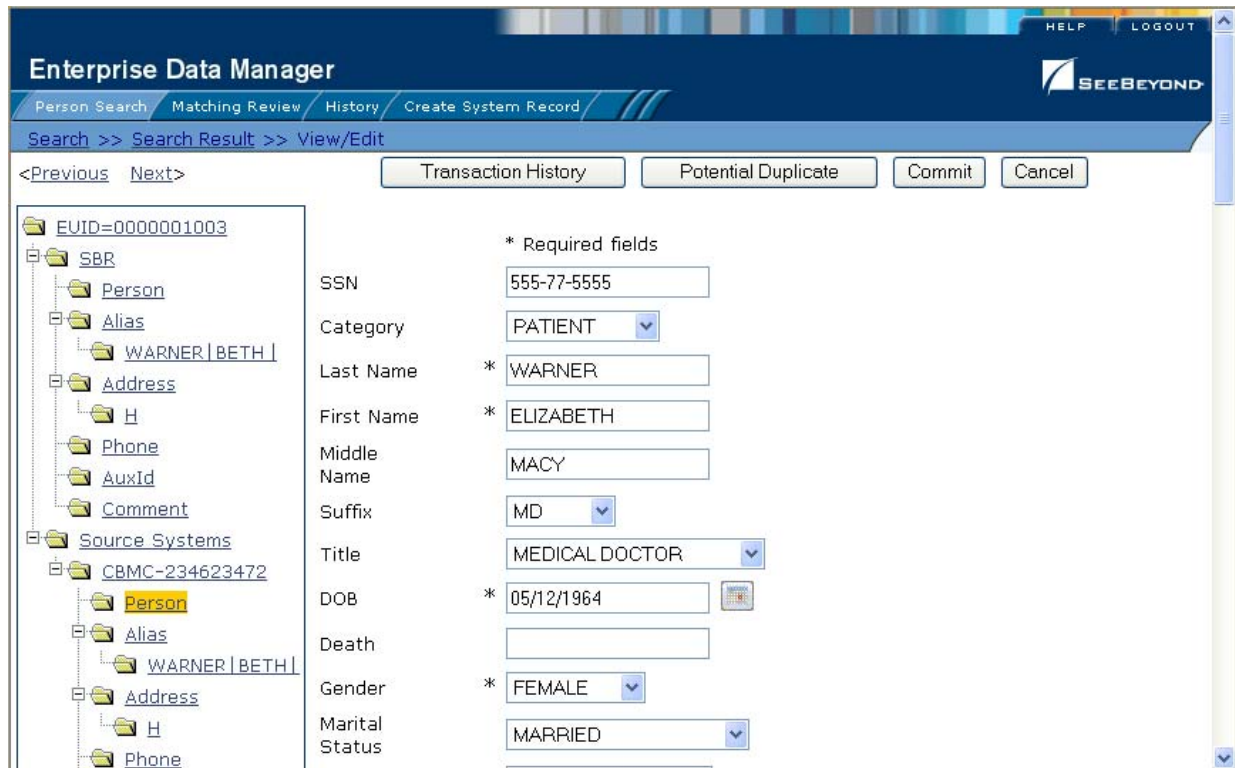 HELP LOGOUT
Enterprise Data Manager
SEEBEYOND
Person Search Matching Review History Create System Record
Search >> Search Result >> View/Edit
<Previous Next> Transaction History Potential Duplicate Commit Cancel
EUID=0000001003
SBR
Person
Alias
WARNER|BETH|
Address
H
Phone
AuxId
Comment
Source Systems
CBMC-234623472
Person
Alias
WARNER|BETH|
Address
H
Phone
* Required fields
SSN 555-77-5555
Category PATIENT
Last Name * WARNER
First Name * ELIZABETH
Middle
Name MACY
Suffix MD
Title MEDICAL DOCTOR
DOB * 05/12/1964
Death
Gender * FEMALE
Marital
Status MARRIED